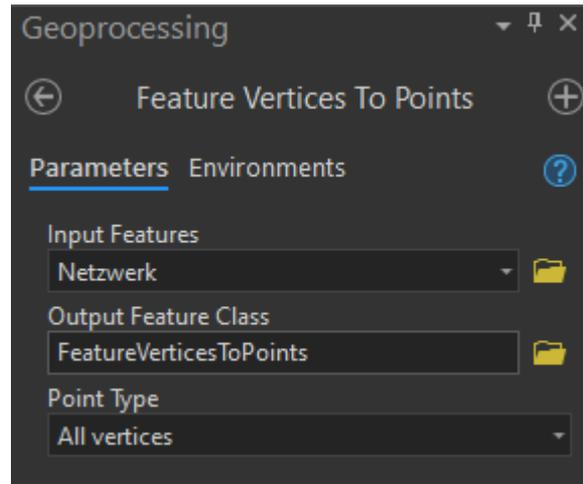 Geoprocessing
Feature Vertices To Points
Parameters Environments ?
Input Features
Netzwerk
Output Feature Class
FeatureVerticesToPoints
Point Type
All vertices